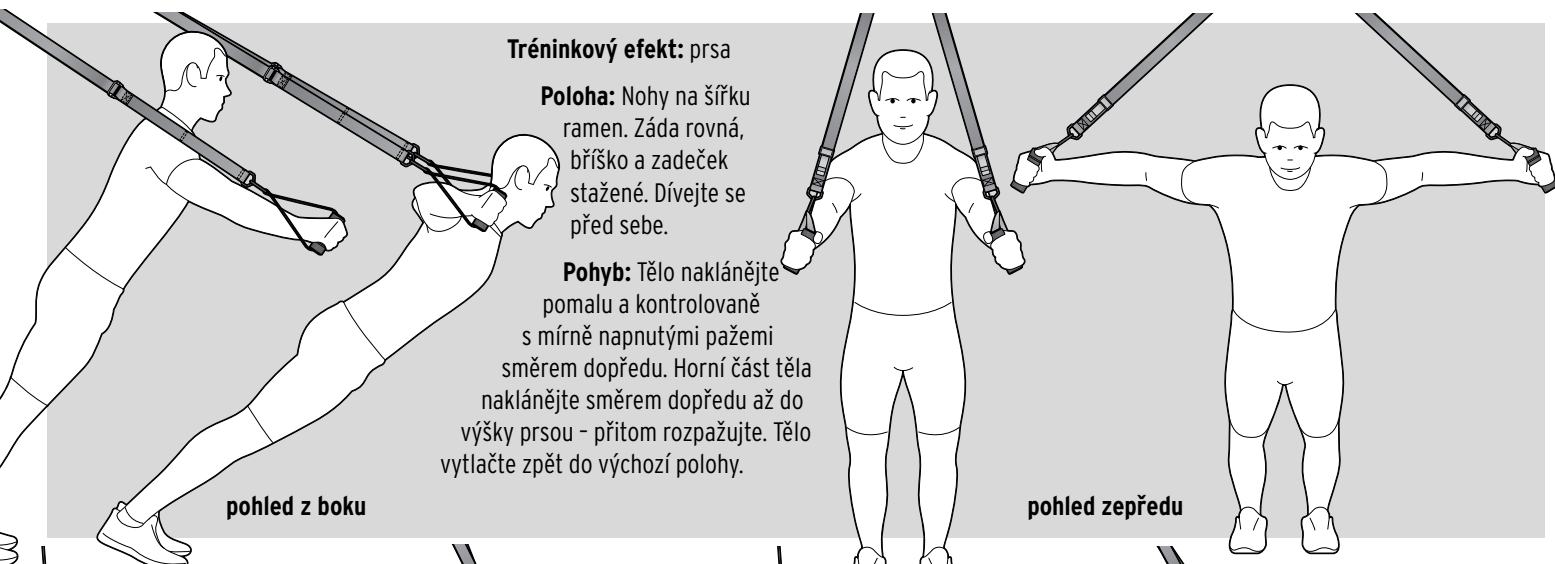 Tréninkový efekt: prsa
Poloha: Nohy na šířku
ramen. Záda rovná,
bříško a zadeček
stažené. Dívejte se
před sebe.
Pohyb: Tělo naklánějte
pomalu a kontrolovaně
s mírně napnutými pažemi
směrem dopředu. Horní část těla
naklánějte směrem dopředu až do
výšky prsou – přitom rozpažujte. Tělo
vytlačte zpět do výchozí polohy.
pohled z boku
pohled zepředu